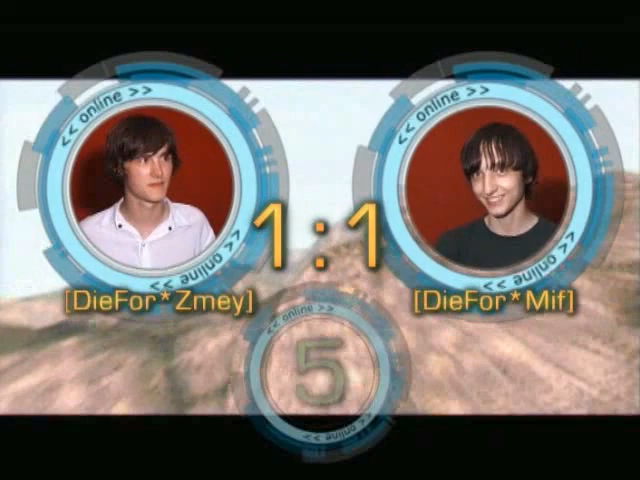 << online >>
<< online >>
1:1
<< online >>
<< online >>
[DieFor*Zmey]
[DieFor*Mif]
<< online >>
5
<< online >>